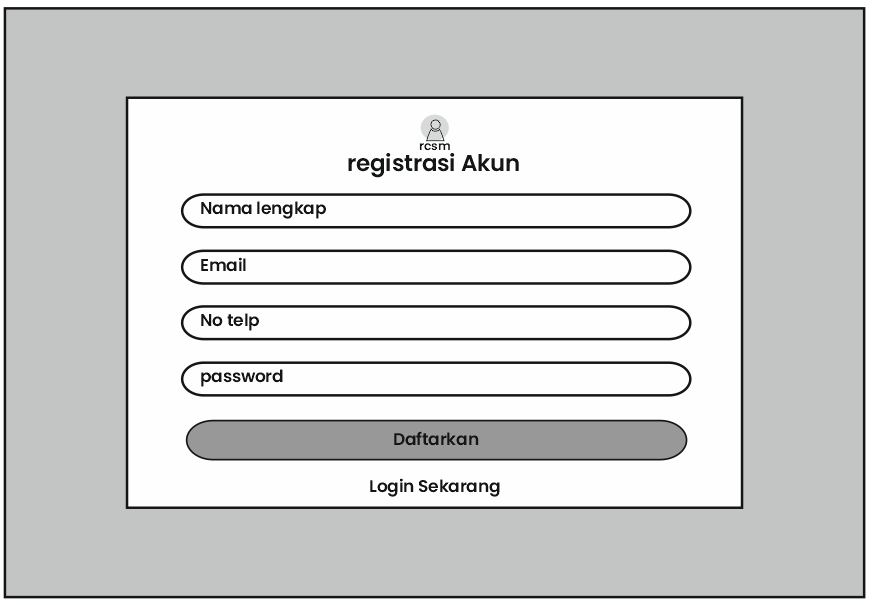 rcsm
registrasi Akun
Nama lengkap
Email
No telp
password
Daftarkan
Login Sekarang